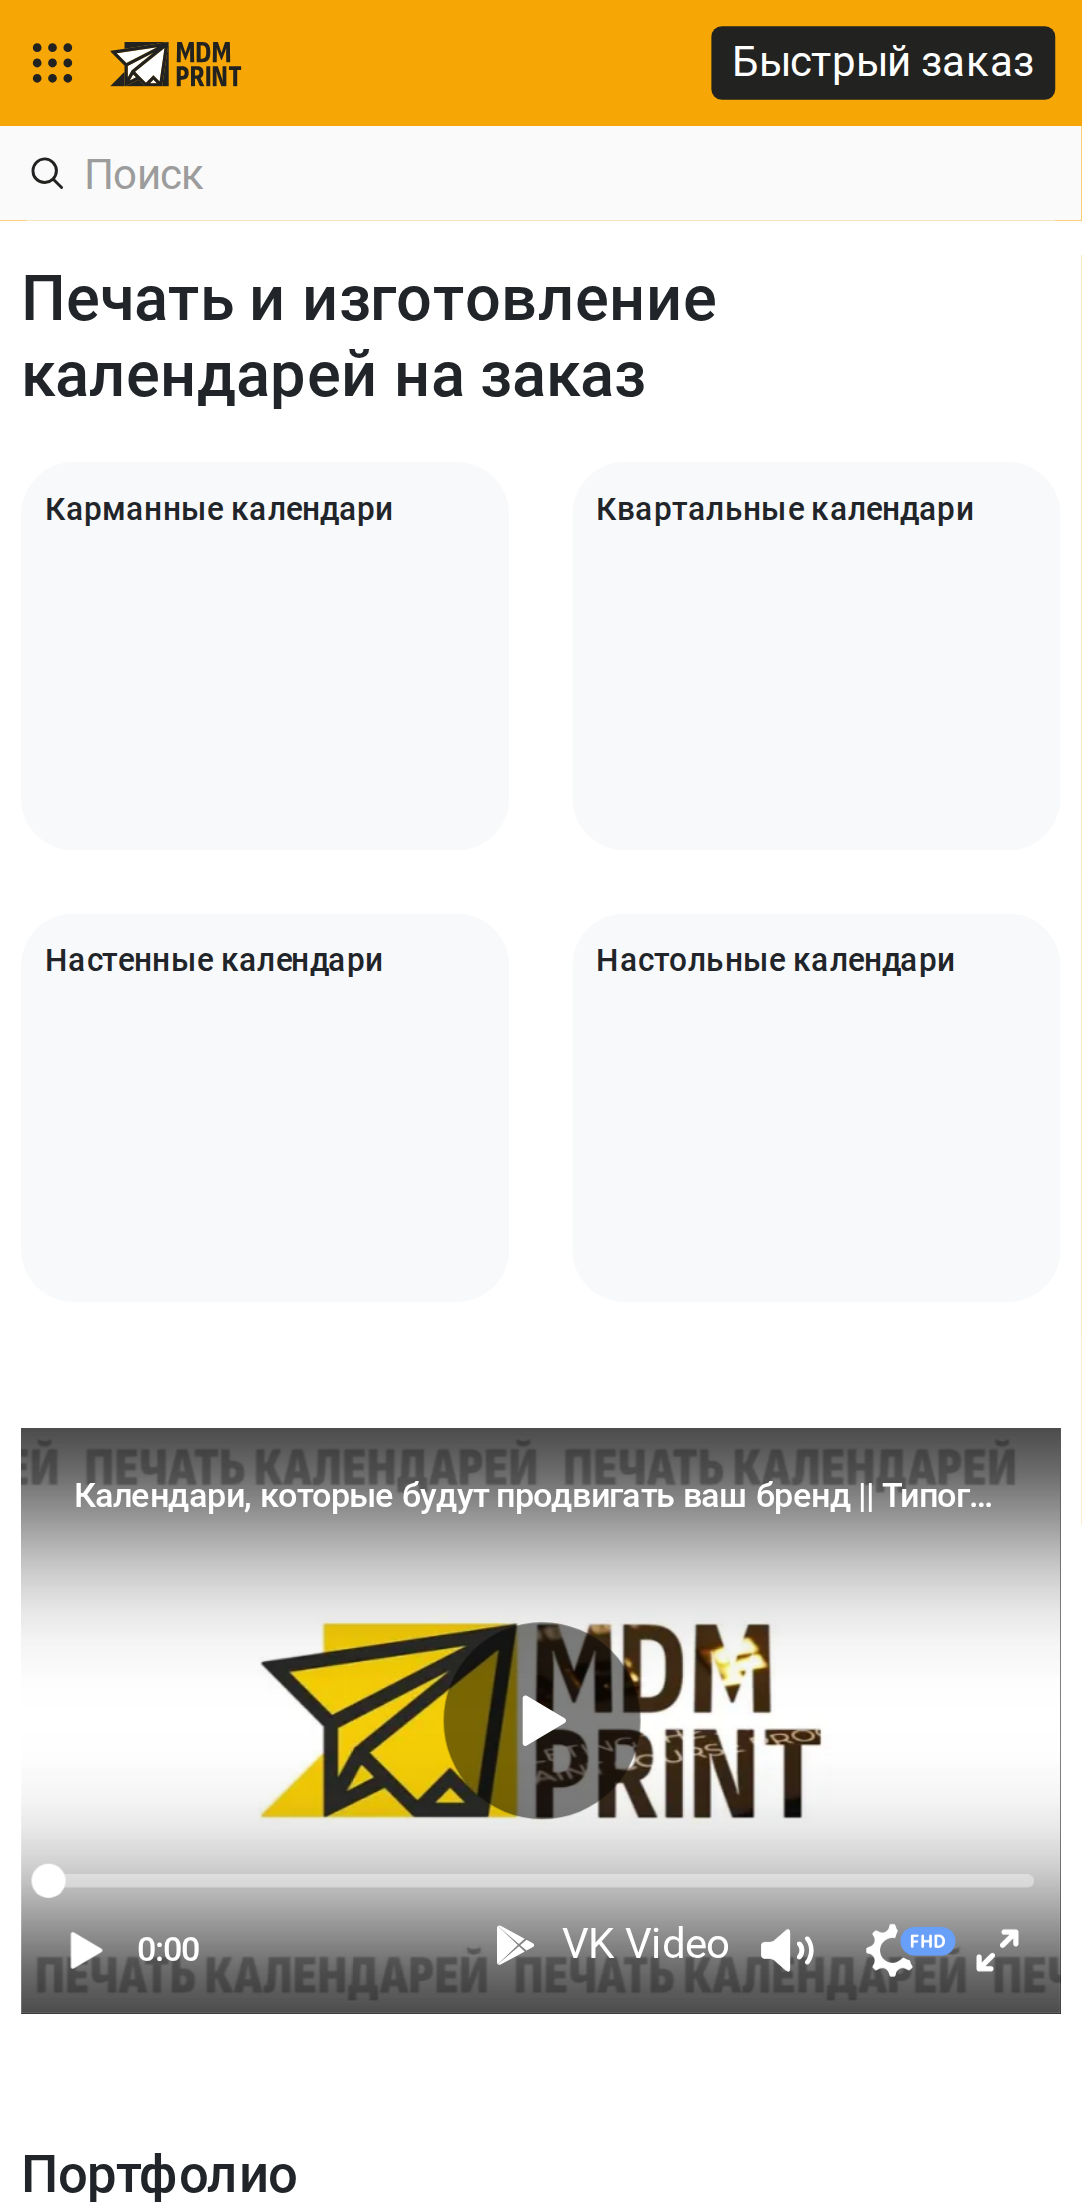 MDM
PRINT
Быстрый заказ
Поиск
Печать и изготовление
календарей на заказ
Карманные календари
Квартальные календари
Настенные календари
Настольные календари
ЕЙ ПЕЧАТЬ КАЛЕНДАРЕЙ ПЕЧАТЬ КАЛЕНДАРЕЙ
Календари, которые будут продвигать ваш бренд || Типог...
MDM
PRINT
0:00
VK Video
FHD
ПЕЧАТЬ КАЛЕНДАРЕЙ ПЕЧАТЬ КАЛЕНДАРЕЙ ПЕЧ
Портфолио